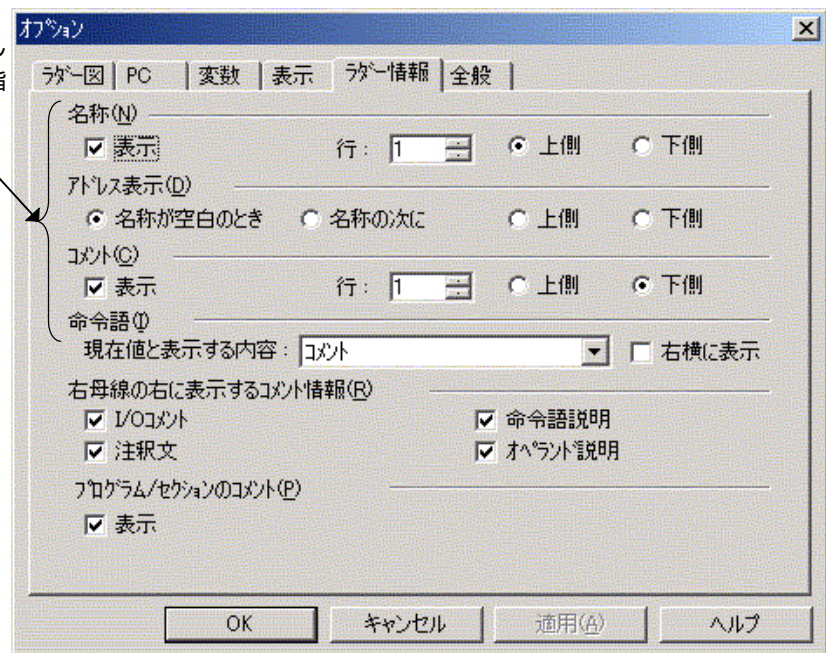 オプション
ラダー図 PC 変数 表示 ラダー情報 全般
名称(N)
表示 行: 1 上側 下側
アドレス表示(D)
名称が空白のとき 名称の次に 上側 下側
コメント(C)
表示 行: 1 上側 下側
命令語(I)
現在値と表示する内容: コメント 右横に表示
右母線の右に表示するコメント情報(R)
I/Oコメント 命令語説明
注釈文 オペランド説明
プログラム/セクションのコメント(P)
表示
OK キャンセル 適用(A) ヘルプ